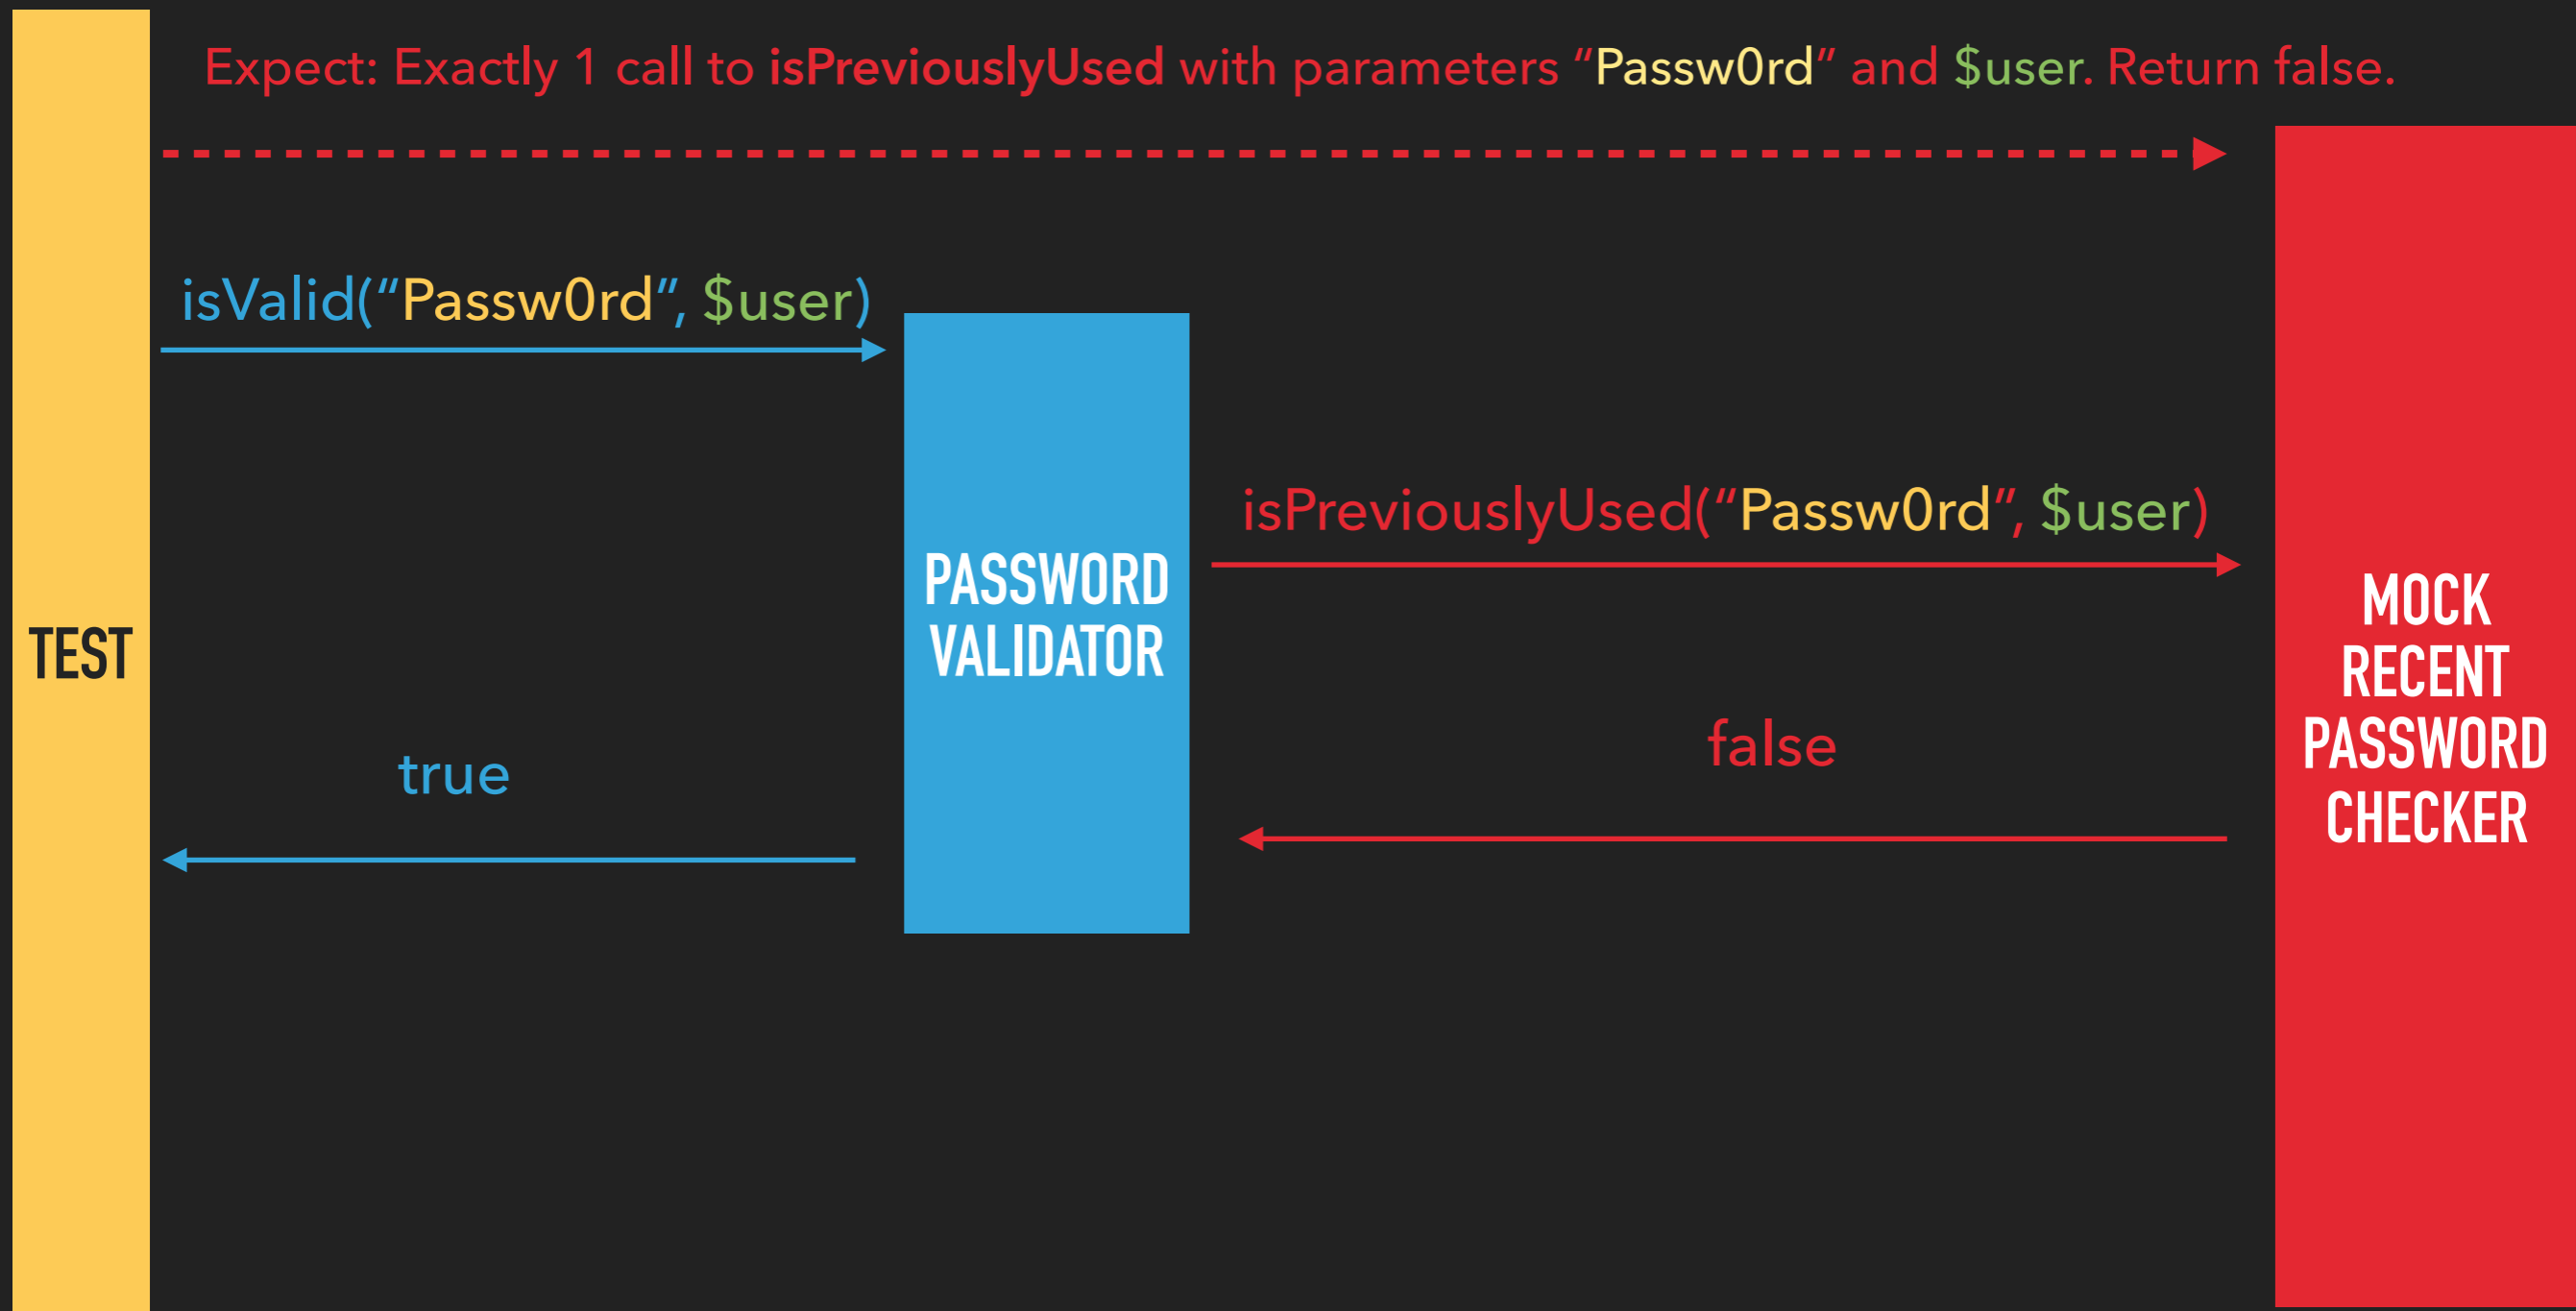 Expect: Exactly 1 call to isPreviouslyUsed with parameters “Passw0rd” and $user. Return false.
isValid(“Passw0rd”, $user)
isPreviouslyUsed(“Passw0rd”, $user)
PASSWORD
VALIDATOR
TEST
MOCK
RECENT
PASSWORD
CHECKER
false
true